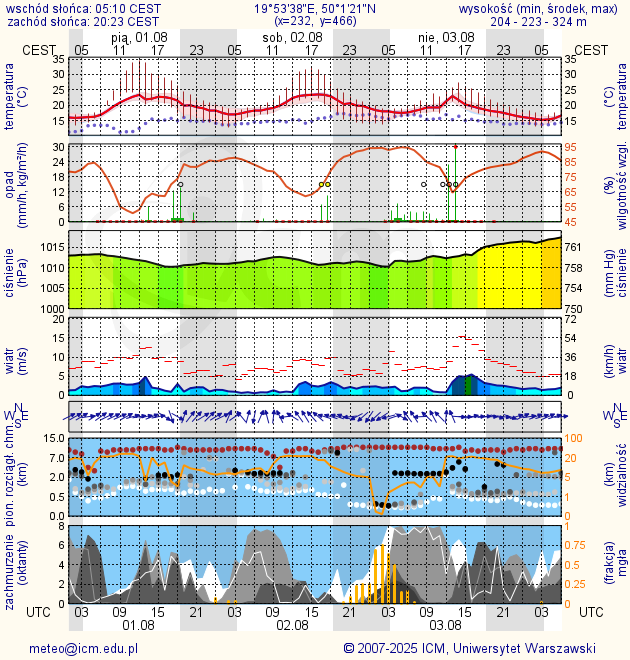 wschód słońca: 05:10 CEST 19°53'38"E, 50°1'21"N wysokość (min, środek, max)
zachód słońca: 20:23 CEST (x=232, y=466) 204 - 223 - 324 m
pią, 01.08 sob, 02.08 nie, 03.08
CEST 05 11 17 23 05 11 17 23 05 11 17 23 05 CEST
temperatura (°C) 35 30 25 20 15 35 30 25 20 15 (°C) temperatura
opad (mm/h, kg/m²/h) 30 24 18 12 6 0 95 85 75 65 55 45 (%) wilgotność wzgl.
ciśnienie (hPa) 1015 1010 1005 1000 761 758 754 750 (mm Hg) ciśnienie
wiatr (m/s) 20 15 10 5 0 72 54 36 18 0 (km/h) wiatr
N W E S N W E S
pion. rozciągł. chm. (km) 15.0 7.0 2.0 0.5 0.0 100 20 5 1 0 (km) widzialność
zachmurzenie (oktanty) 8 6 4 2 0 1 0.75 0.5 0.25 0 (frakcja) mgła
UTC 03 09 15 21 03 09 15 21 03 09 15 21 03 UTC
01.08 02.08 03.08
meteo@icm.edu.pl © 2007-2025 ICM, Uniwersytet Warszawski